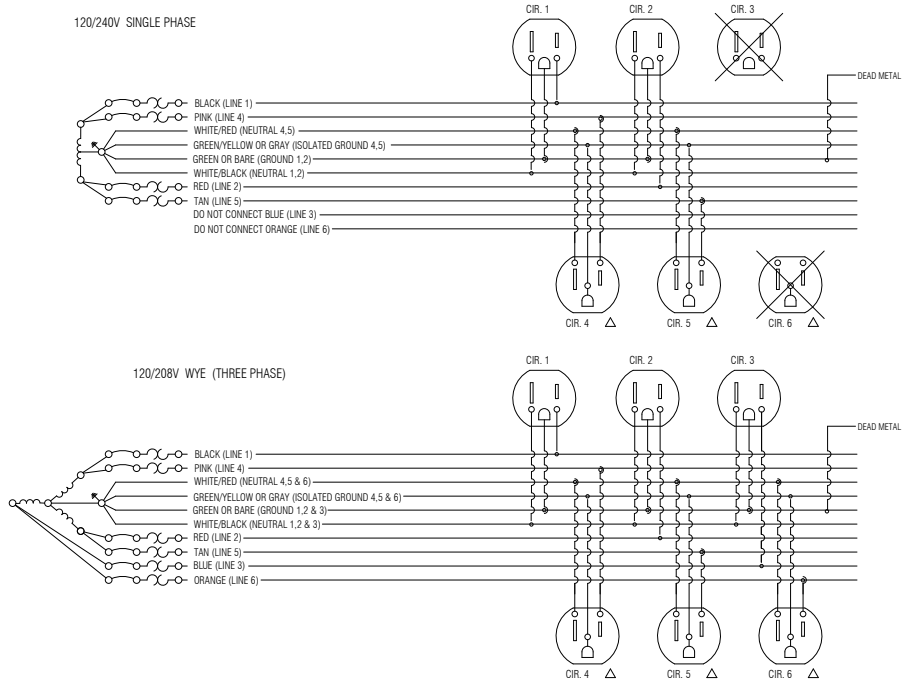 120/240V SINGLE PHASE
CIR. 1
CIR. 2
CIR. 3
DEAD METAL
BLACK (LINE 1)
PINK (LINE 4)
WHITE/RED (NEUTRAL 4,5)
GREEN/YELLOW OR GRAY (ISOLATED GROUND 4,5)
GREEN OR BARE (GROUND 1,2)
WHITE/BLACK (NEUTRAL 1,2)
RED (LINE 2)
TAN (LINE 5)
DO NOT CONNECT BLUE (LINE 3)
DO NOT CONNECT ORANGE (LINE 6)
CIR. 4
CIR. 5
CIR. 6
120/208V WYE (THREE PHASE)
CIR. 1
CIR. 2
CIR. 3
DEAD METAL
BLACK (LINE 1)
PINK (LINE 4)
WHITE/RED (NEUTRAL 4,5 & 6)
GREEN/YELLOW OR GRAY (ISOLATED GROUND 4,5 & 6)
GREEN OR BARE (GROUND 1,2 & 3)
WHITE/BLACK (NEUTRAL 1,2 & 3)
RED (LINE 2)
TAN (LINE 5)
BLUE (LINE 3)
ORANGE (LINE 6)
CIR. 4
CIR. 5
CIR. 6